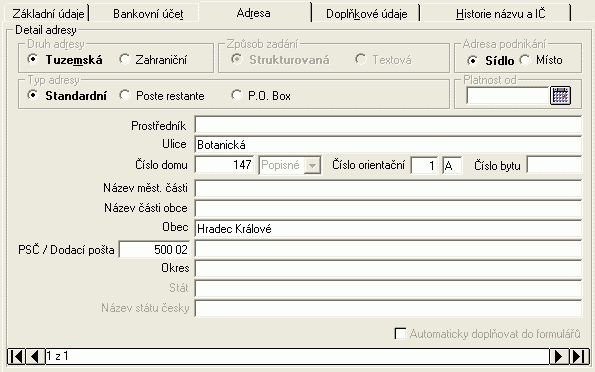 Základní údaje Bankovní účet Adresa Doplňkové údaje Historie názvu a IČ
Detail adresy
Druh adresy Způsob zadání Adresa podnikání
Tuzemská Zahraniční Strukturovaná Textová Sídlo Místo
Typ adresy Platnost od
Standardní Poste restante P.O. Box
Prostředník
Ulice Botanická
Číslo domu 147 Popisné Číslo orientační 1 A Číslo bytu
Název měst. části
Název části obce
Obec Hradec Králové
PSČ / Dodací pošta 500 02
Okres
Stát
Název státu česky
Automaticky doplňovat do formulářů
1 z 1